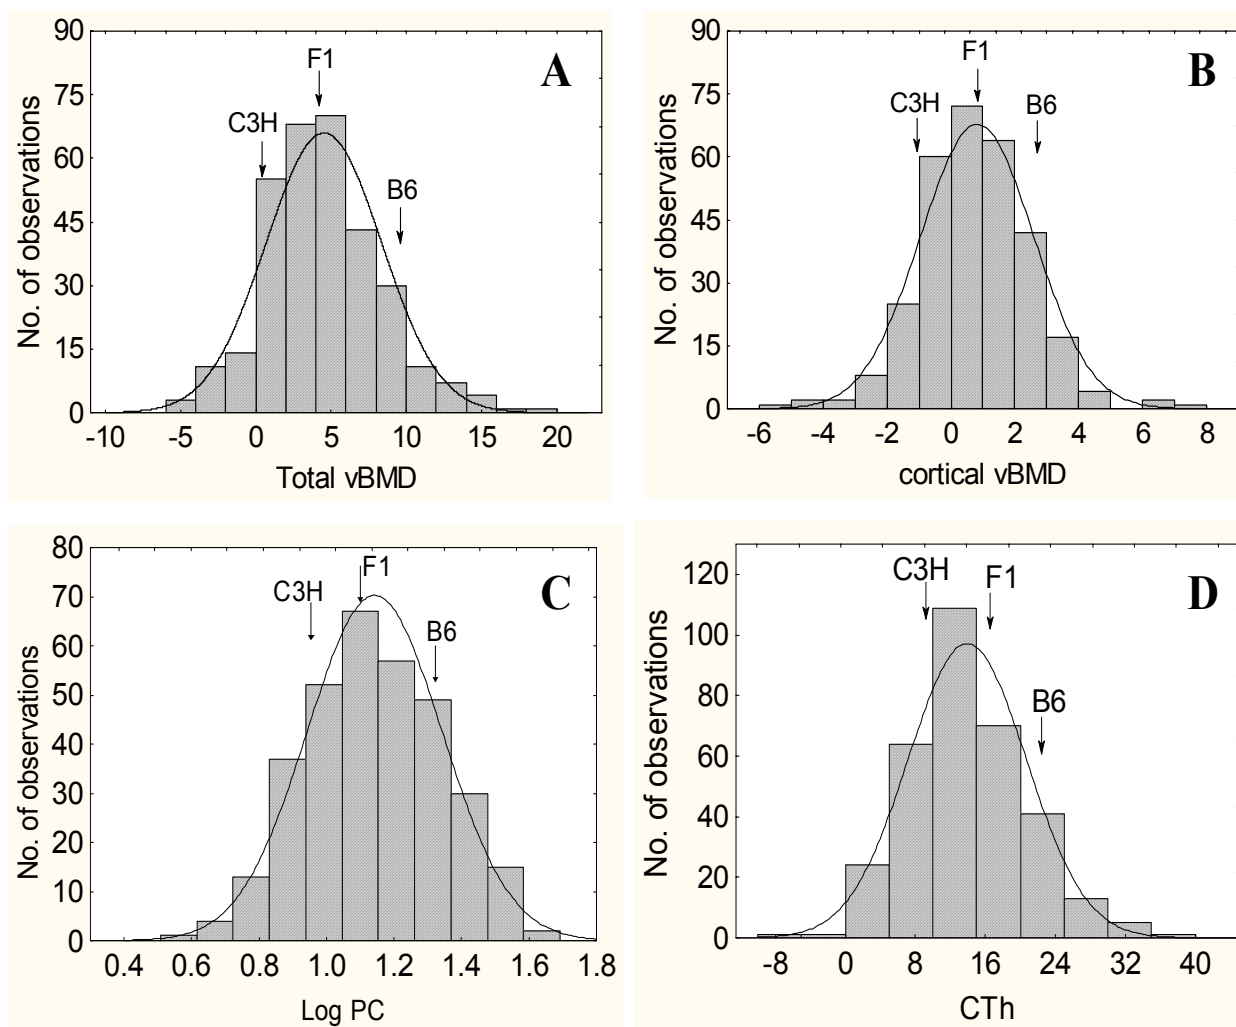 A
No. of observations
90
75
60
45
30
15
0
C3H
F1
B6
-10 -5 0 5 10 15 20
Total vBMD
B
No. of observations
90
75
60
45
30
15
0
C3H
F1
B6
-6 -4 -2 0 2 4 6 8
cortical vBMD
C
No. of observations
80
70
60
50
40
30
20
10
0
C3H
F1
B6
0.4 0.6 0.8 1.0 1.2 1.4 1.6 1.8
Log PC
D
No. of observations
120
100
80
60
40
20
0
C3H
F1
B6
-8 0 8 16 24 32 40
CTh